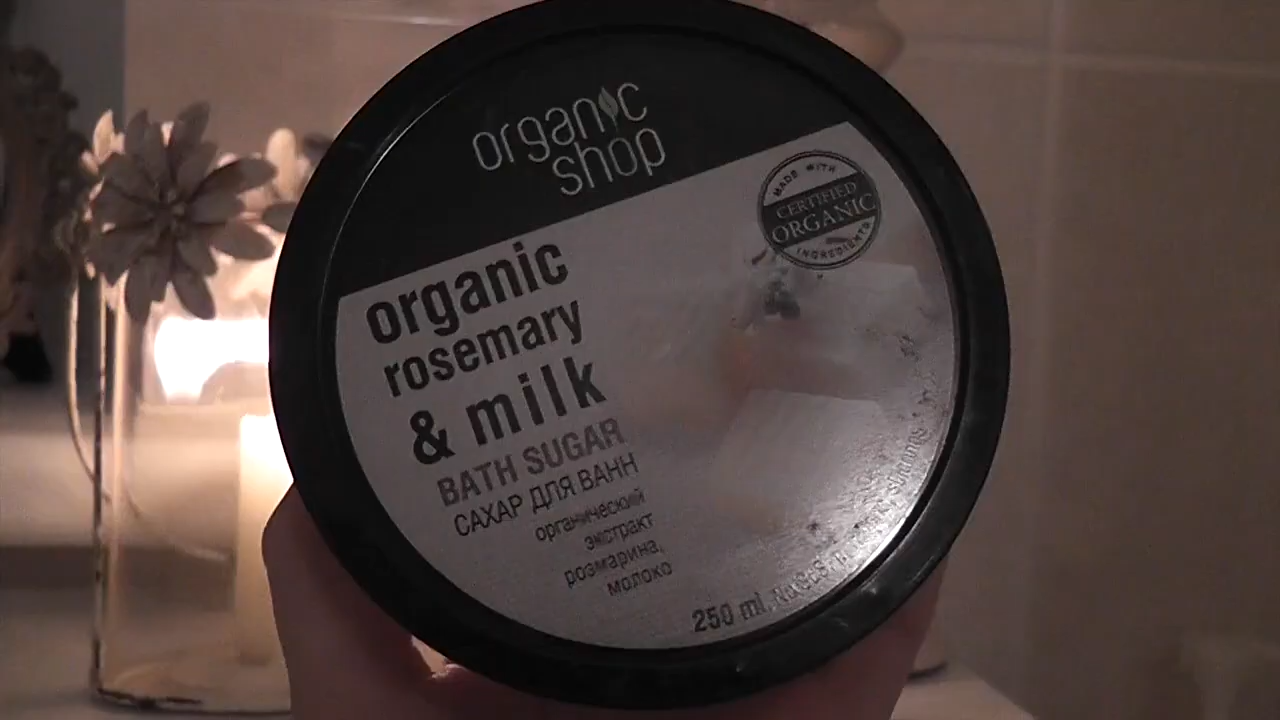 organic
shop
MADE WITH
CERTIFIED
ORGANIC
INGREDIENTS
organic
rosemary
& milk
BATH SUGAR
САХАР ДЛЯ ВАНН
органический
экстракт
розмарина,
молоко
250 ml.